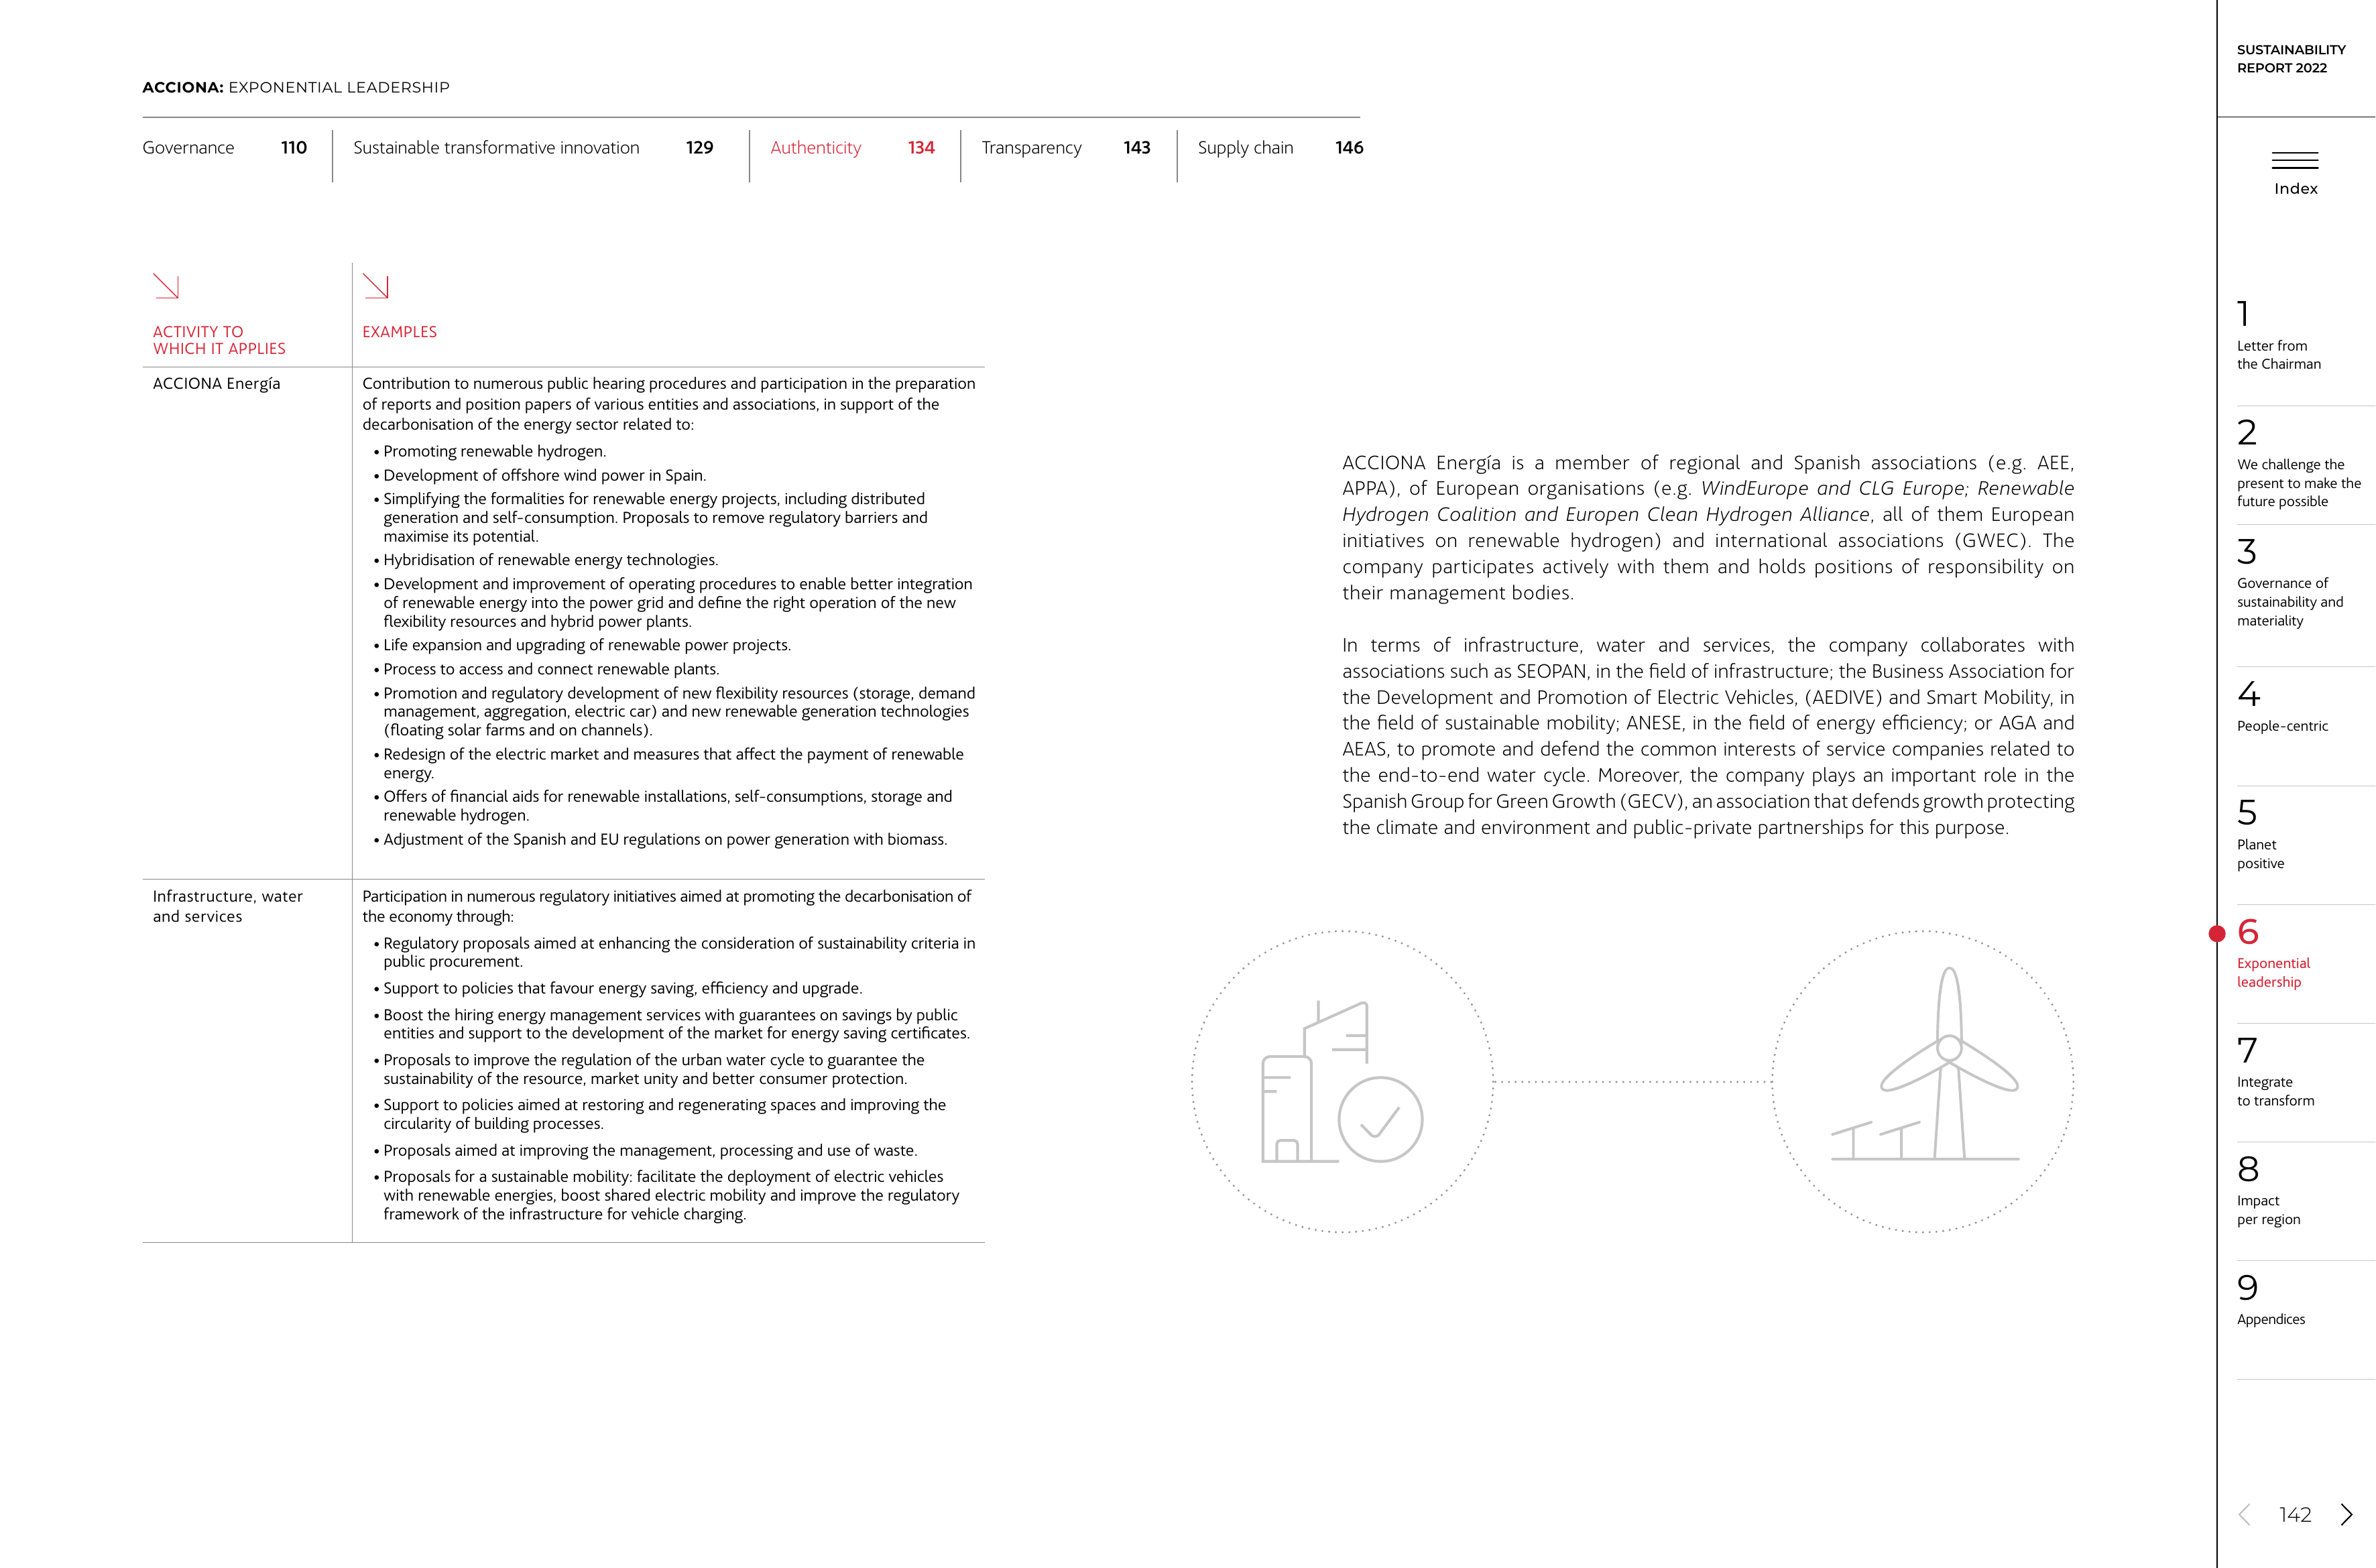 ACCIONA: EXPONENTIAL LEADERSHIP
Governance 110
Sustainable transformative innovation 129
Authenticity 134
Transparency 143
Supply chain 146
ACTIVITY TO
WHICH IT APPLIES
EXAMPLES
ACCIONA Energía
Contribution to numerous public hearing procedures and participation in the preparation
of reports and position papers of various entities and associations, in support of the
decarbonisation of the energy sector related to:
• Promoting renewable hydrogen.
• Development of offshore wind power in Spain.
• Simplifying the formalities for renewable energy projects, including distributed
generation and self-consumption. Proposals to remove regulatory barriers and
maximise its potential.
• Hybridisation of renewable energy technologies.
• Development and improvement of operating procedures to enable better integration
of renewable energy into the power grid and define the right operation of the new
flexibility resources and hybrid power plants.
• Life expansion and upgrading of renewable power projects.
• Process to access and connect renewable plants.
• Promotion and regulatory development of new flexibility resources (storage, demand
management, aggregation, electric car) and new renewable generation technologies
(floating solar farms and on channels).
• Redesign of the electric market and measures that affect the payment of renewable
energy.
• Offers of financial aids for renewable installations, self-consumptions, storage and
renewable hydrogen.
• Adjustment of the Spanish and EU regulations on power generation with biomass.
Infrastructure, water
and services
Participation in numerous regulatory initiatives aimed at promoting the decarbonisation of
the economy through:
• Regulatory proposals aimed at enhancing the consideration of sustainability criteria in
public procurement.
• Support to policies that favour energy saving, efficiency and upgrade.
• Boost the hiring energy management services with guarantees on savings by public
entities and support to the development of the market for energy saving certificates.
• Proposals to improve the regulation of the urban water cycle to guarantee the
sustainability of the resource, market unity and better consumer protection.
• Support to policies aimed at restoring and regenerating spaces and improving the
circularity of building processes.
• Proposals aimed at improving the management, processing and use of waste.
• Proposals for a sustainable mobility: facilitate the deployment of electric vehicles
with renewable energies, boost shared electric mobility and improve the regulatory
framework of the infrastructure for vehicle charging.
ACCIONA Energía is a member of regional and Spanish associations (e.g. AEE,
APPA), of European organisations (e.g. WindEurope and CLG Europe; Renewable
Hydrogen Coalition and Europen Clean Hydrogen Alliance, all of them European
initiatives on renewable hydrogen) and international associations (GWEC). The
company participates actively with them and holds positions of responsibility on
their management bodies.
In terms of infrastructure, water and services, the company collaborates with
associations such as SEOPAN, in the field of infrastructure; the Business Association for
the Development and Promotion of Electric Vehicles, (AEDIVE) and Smart Mobility, in
the field of sustainable mobility; ANESE, in the field of energy efficiency; or AGA and
AEAS, to promote and defend the common interests of service companies related to
the end-to-end water cycle. Moreover, the company plays an important role in the
Spanish Group for Green Growth (GECV), an association that defends growth protecting
the climate and environment and public-private partnerships for this purpose.
SUSTAINABILITY
REPORT 2022
Index
1
Letter from
the Chairman
2
We challenge the
present to make the
future possible
3
Governance of
sustainability and
materiality
4
People-centric
5
Planet
positive
6
Exponential
leadership
7
Integrate
to transform
8
Impact
per region
9
Appendices
142